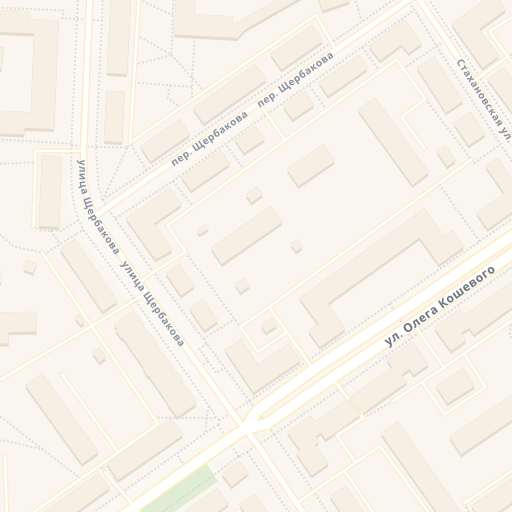 пер. Щербакова
пер. Щербакова
Стахановская ул.
улица Щербакова
улица Щербакова
ул. Олега Кошевого